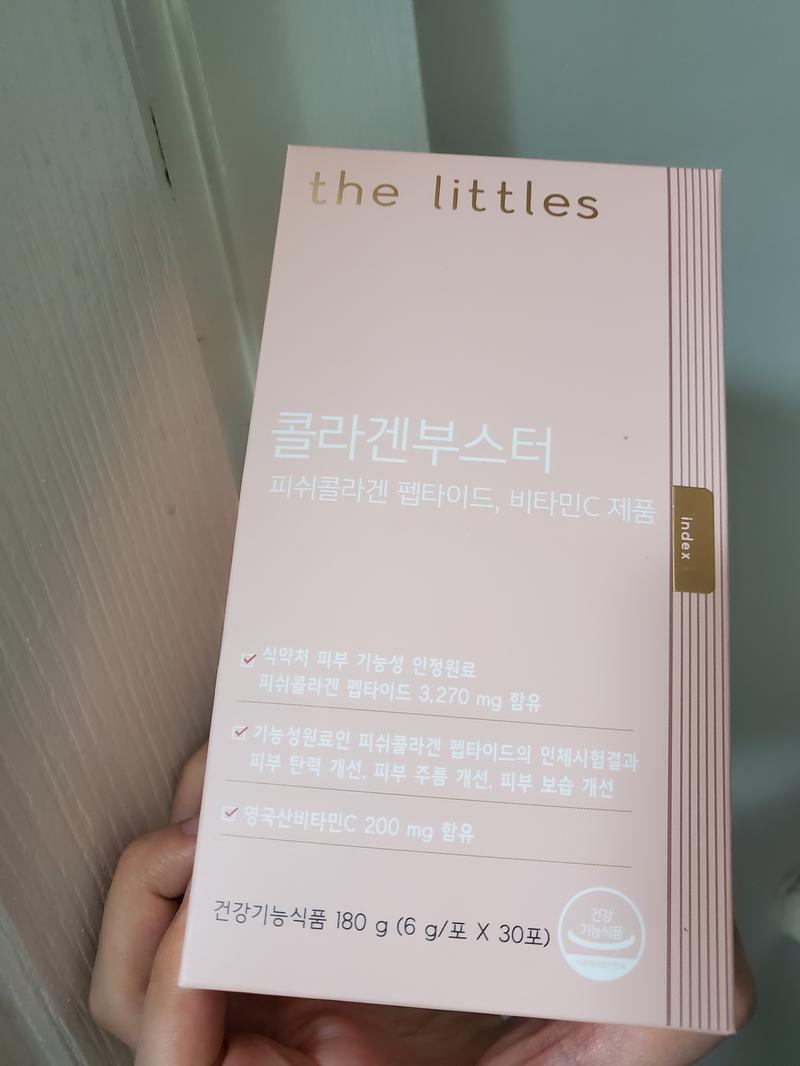 the littles
콜라겐부스터
피쉬콜라겐 펩타이드, 비타민C 제품
index
식약처 피부 기능성 인정원료
피쉬콜라겐 펩타이드 3,270 mg 함유
기능성원료인 피쉬콜라겐 펩타이드의 인체시험결과
피부 탄력 개선, 피부 주름 개선, 피부 보습 개선
영국산비타민C 200 mg 함유
건강기능식품 180 g (6 g/포 X 30포)
건강
기능식품